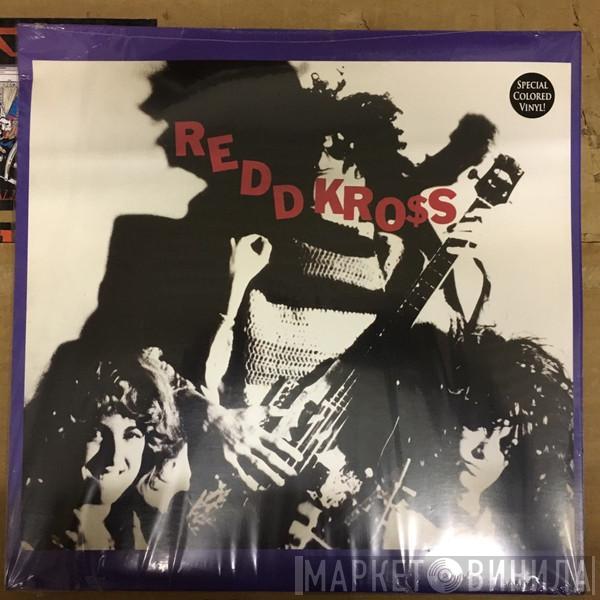 SPECIAL
COLORED
VINYL!
REDD KRO$S
МАРКЕТ ВИНИЛА